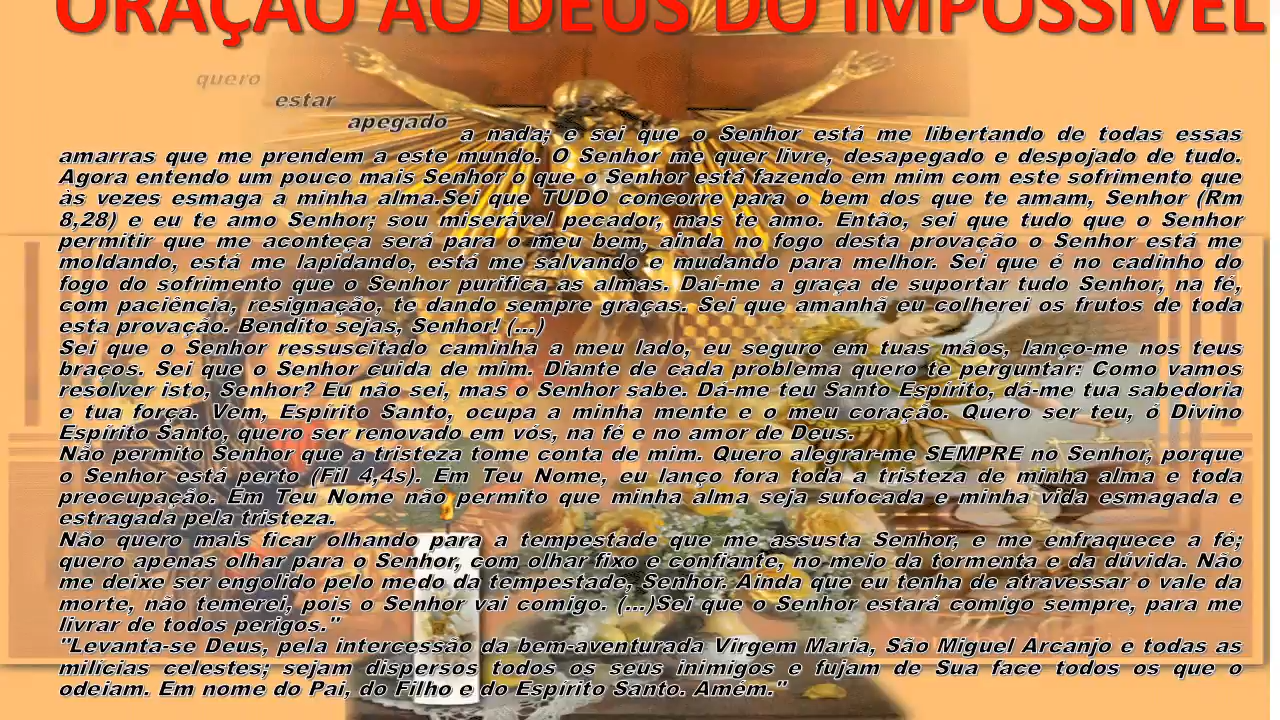 ORAÇÃO AO DEUS DO IMPOSSÍVEL
quero
estar
apegado
a nada; e sei que o Senhor está me libertando de todas essas
amarras que me prendem a este mundo. O Senhor me quer livre, desapegado e despojado de tudo.
Agora entendo um pouco mais Senhor o que o Senhor está fazendo em mim com este sofrimento que
às vezes esmaga a minha alma.Sei que TUDO concorre para o bem dos que te amam, Senhor (Rm
8,28) e eu te amo Senhor; sou miserável pecador, mas te amo. Então, sei que tudo que o Senhor
permitir que me aconteça será para o meu bem, ainda no fogo desta provação o Senhor está me
moldando, está me lapidando, está me salvando e mudando para melhor. Sei que é no cadinho do
fogo do sofrimento que o Senhor purifica as almas. Daí-me a graça de suportar tudo Senhor, na fé,
com paciência, resignação, te dando sempre graças. Sei que amanhã eu colherei os frutos de toda
esta provação. Bendito sejas, Senhor! (...)
Sei que o Senhor ressuscitado caminha a meu lado, eu seguro em tuas mãos, lanço-me nos teus
braços. Sei que o Senhor cuida de mim. Diante de cada problema quero te perguntar: Como vamos
resolver isto, Senhor? Eu não sei, mas o Senhor sabe. Dá-me teu Santo Espírito, dá-me tua sabedoria
e tua força. Vem, Espírito Santo, ocupa a minha mente e o meu coração. Quero ser teu, ó Divino
Espírito Santo, quero ser renovado em vós, na fé e no amor de Deus.
Não permito Senhor que a tristeza tome conta de mim. Quero alegrar-me SEMPRE no Senhor, porque
o Senhor está perto (Fil 4,4s). Em Teu Nome, eu lanço fora toda a tristeza de minha alma e toda
preocupação. Em Teu Nome não permito que minha alma seja sufocada e minha vida esmagada e
estragada pela tristeza.
Não quero mais ficar olhando para a tempestade que me assusta Senhor, e me enfraquece a fé;
quero apenas olhar para o Senhor, com olhar fixo e confiante, no meio da tormenta e da dúvida. Não
me deixe ser engolido pelo medo da tempestade, Senhor. Ainda que eu tenha de atravessar o vale da
morte, não temerei, pois o Senhor vai comigo. (...)Sei que o Senhor estará comigo sempre, para me
livrar de todos perigos."
"Levanta-se Deus, pela intercessão da bem-aventurada Virgem Maria, São Miguel Arcanjo e todas as
milícias celestes; sejam dispersos todos os seus inimigos e fujam de Sua face todos os que o
odeiam. Em nome do Pai, do Filho e do Espírito Santo. Amém."